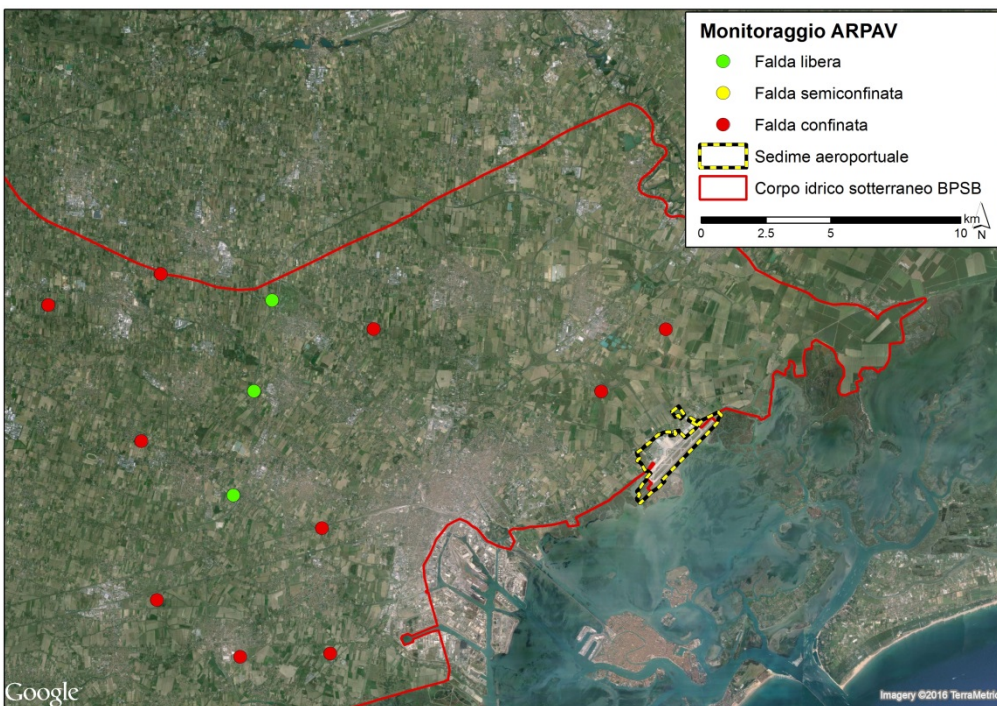 Monitoraggio ARPAV
Falda libera
Falda semiconfinata
Falda confinata
Sedime aeroportuale
Corpo idrico sotterraneo BPSB
km
0 2.5 5 10
N
Google
Imagery ©2016 TerraMetric